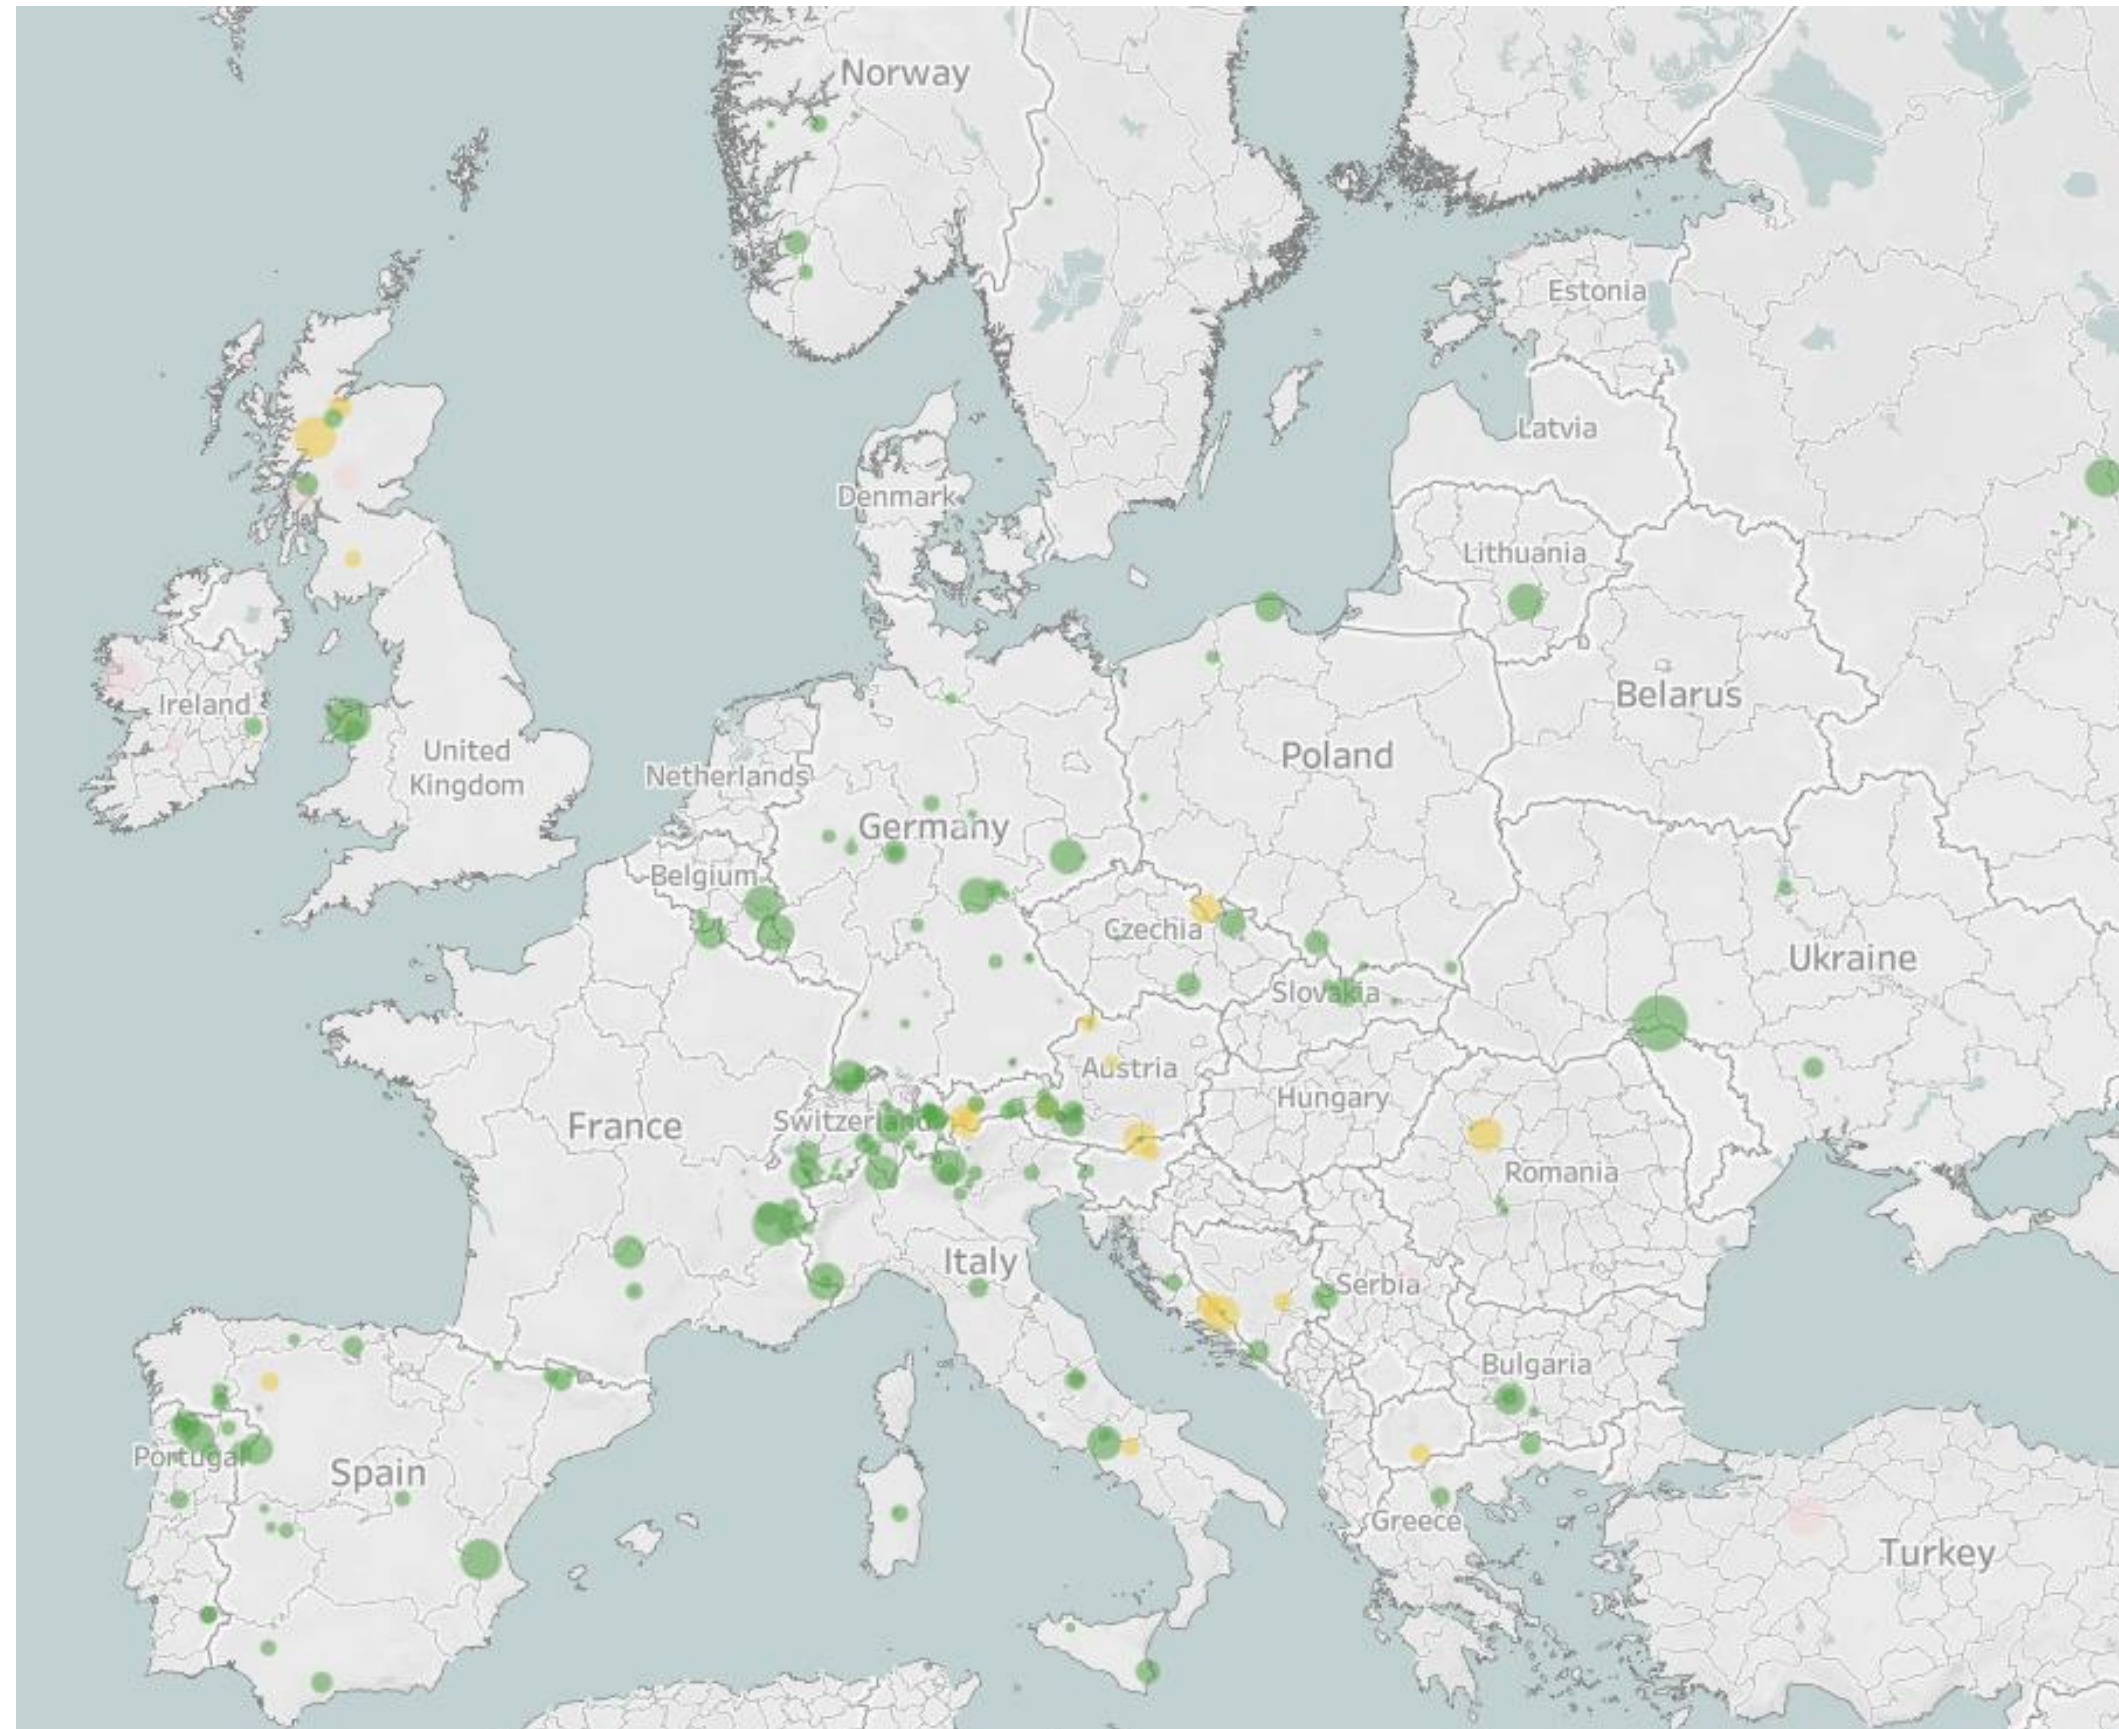 Norway
Estonia
Latvia
Denmark
Lithuania
Ireland
Belarus
United
Kingdom
Poland
Netherlands
Germany
Belgium
Czechia
Ukraine
Slovakia
Austria
Hungary
France
Switzerland
Romania
Italy
Serbia
Bulgaria
Portugal
Spain
Greece
Turkey